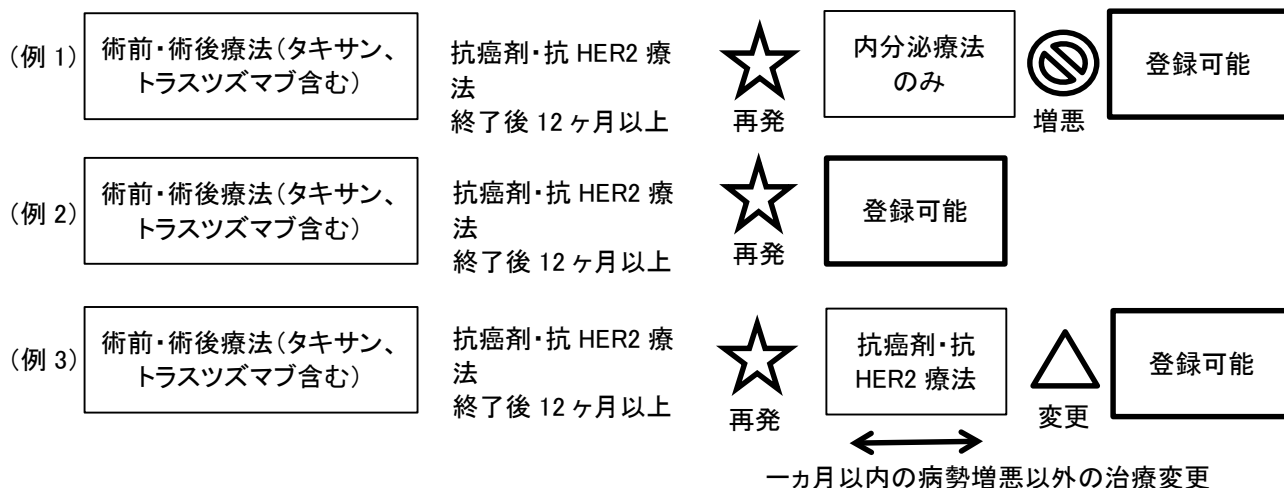 (例 1)
術前・術後療法(タキサン、
トラスツズマブ含む)
抗癌剤・抗 HER2 療
法
終了後 12 ヶ月以上
再発
内分泌療法
のみ
増悪
登録可能
(例 2)
術前・術後療法(タキサン、
トラスツズマブ含む)
抗癌剤・抗 HER2 療
法
終了後 12 ヶ月以上
再発
登録可能
(例 3)
術前・術後療法(タキサン、
トラスツズマブ含む)
抗癌剤・抗 HER2 療
法
終了後 12 ヶ月以上
再発
抗癌剤・抗
HER2 療法
変更
登録可能
一ヵ月以内の病勢増悪以外の治療変更